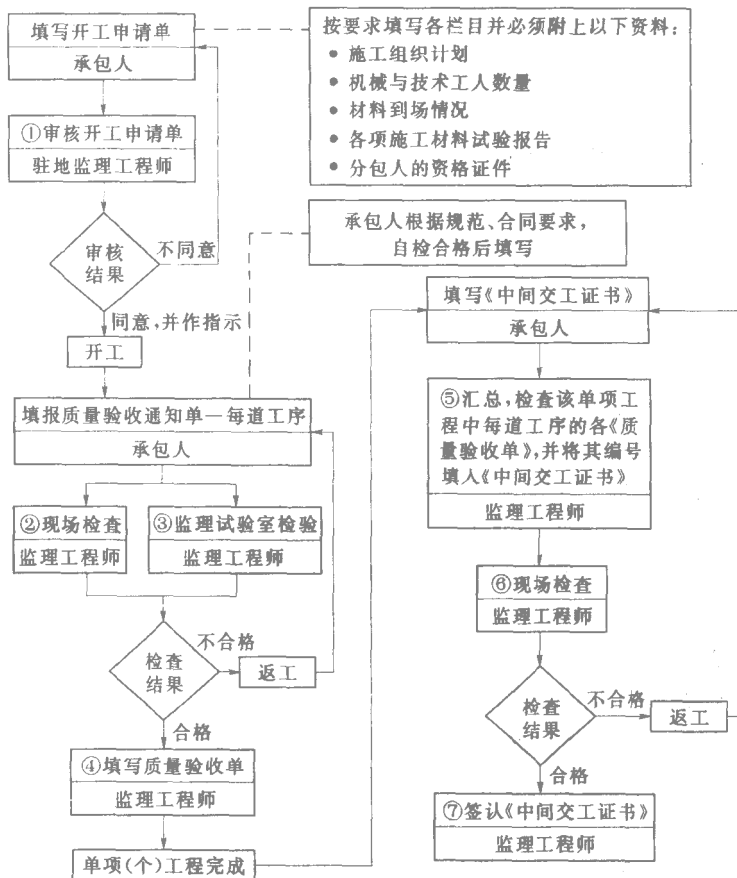 填写开工申请单
承包人
按要求填写各栏目并必须附上以下资料：
• 施工组织计划
• 机械与技术工人数量
• 材料到场情况
• 各项施工材料试验报告
• 分包人的资格证件
①审核开工申请单
驻地监理工程师
审核
结果
不同意
同意，并作指示
开工
承包人根据规范、合同要求，
自检合格后填写
填报质量验收通知单—每道工序
承包人
②现场检查
监理工程师
③监理试验室检验
监理工程师
检查
结果
不合格
返工
合格
④填写质量验收单
监理工程师
单项(个)工程完成
填写《中间交工证书》
承包人
⑤汇总，检查该单项工
程中每道工序的各《质
量验收单》，并将其编号
填入《中间交工证书》
监理工程师
⑥现场检查
监理工程师
检查
结果
不合格
返工
合格
⑦签认《中间交工证书》
监理工程师